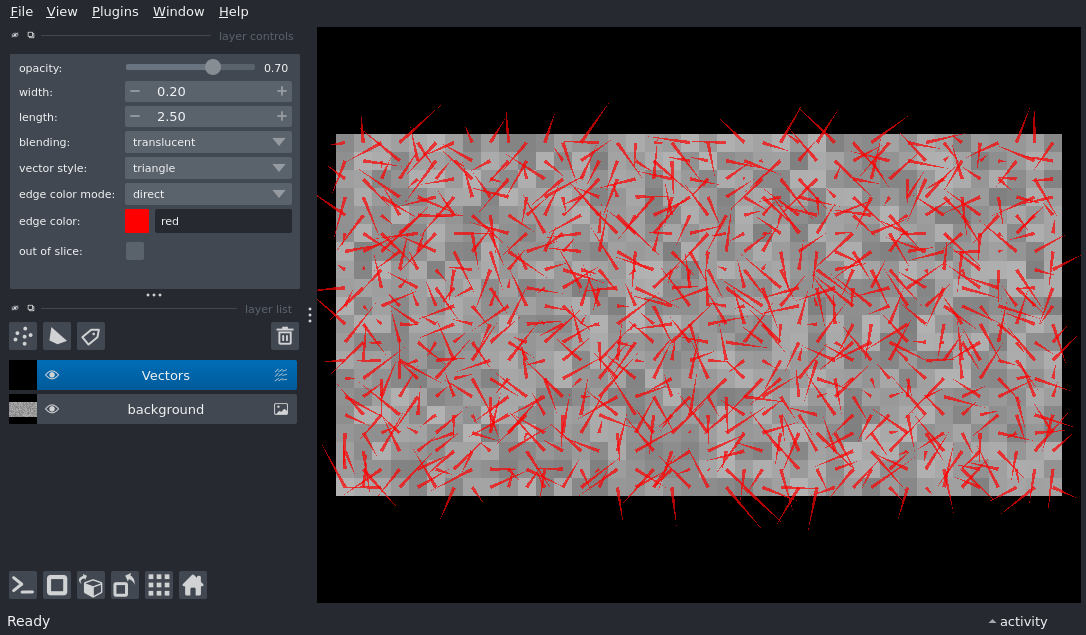 File View Plugins Window Help
layer controls
opacity: 0.70
width: − 0.20 +
length: − 2.50 +
blending: translucent
vector style: triangle
edge color mode: direct
edge color: red
out of slice:
layer list
Vectors
background
Ready
activity